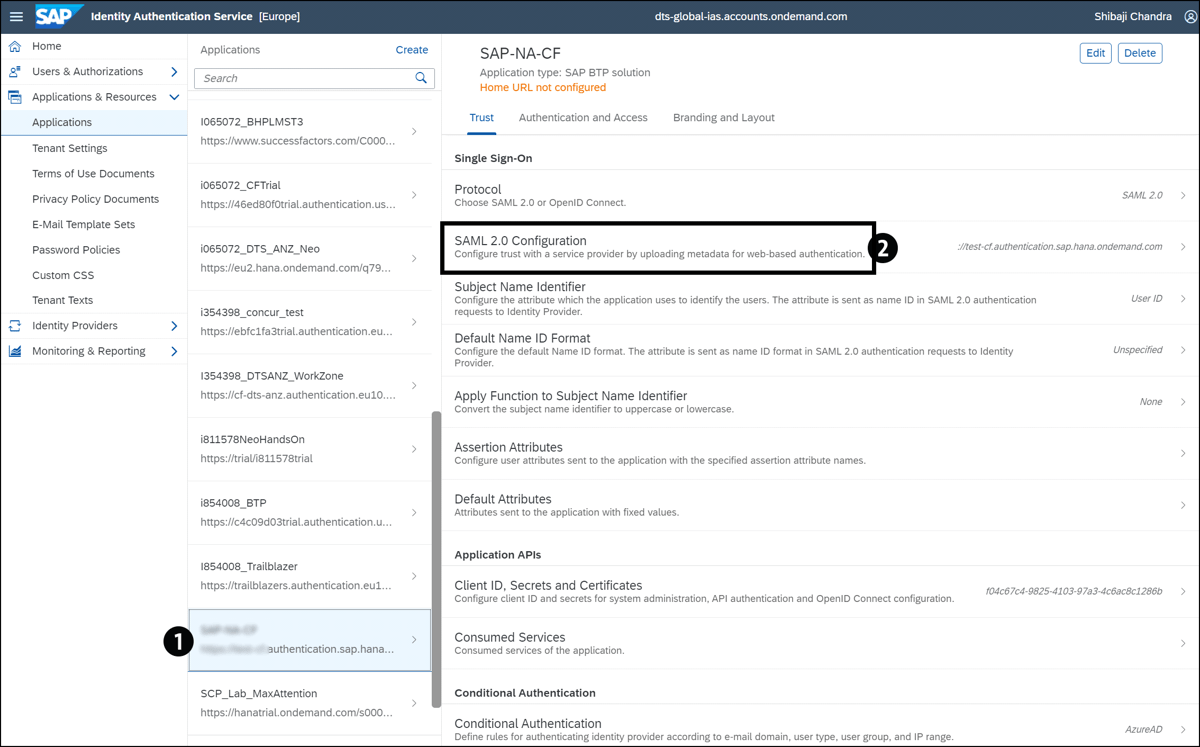 SAP Identity Authentication Service [Europe]
dts-global-ias.accounts.ondemand.com
Shibaji Chandra
Home
Users & Authorizations
Applications & Resources
Applications
Tenant Settings
Terms of Use Documents
Privacy Policy Documents
E-Mail Template Sets
Password Policies
Custom CSS
Tenant Texts
Identity Providers
Monitoring & Reporting
Applications
Create
Search
I065072_BHPLMST3
https://www.successfactors.com/C000...
i065072_CFTrial
https://46ed80f0trial.authentication.us...
i065072_DTS_ANZ_Neo
https://eu2.hana.ondemand.com/q79...
i354398_concur_test
https://ebfc1fa3trial.authentication.eu...
I354398_DTSANZ_WorkZone
https://cf-dts-anz.authentication.eu10....
i811578NeoHandsOn
https://trial/i811578trial
i854008_BTP
https://c4c09d03trial.authentication.u...
I854008_Trailblazer
https://trailblazers.authentication.eu1...
1
authentication.sap.hana...
SCP_Lab_MaxAttention
https://hanatrial.ondemand.com/s000...
SAP-NA-CF
Application type: SAP BTP solution
Home URL not configured
Edit
Delete
Trust
Authentication and Access
Branding and Layout
Single Sign-On
Protocol
Choose SAML 2.0 or OpenID Connect.
SAML 2.0
SAML 2.0 Configuration
Configure trust with a service provider by uploading metadata for web-based authentication.
2
://test-cf.authentication.sap.hana.ondemand.com
Subject Name Identifier
Configure the attribute which the application uses to identify the users. The attribute is sent as name ID in SAML 2.0 authentication
requests to Identity Provider.
User ID
Default Name ID Format
Configure the default Name ID format. The attribute is sent as name ID format in SAML 2.0 authentication requests to Identity
Provider.
Unspecified
Apply Function to Subject Name Identifier
Convert the subject name identifier to uppercase or lowercase.
None
Assertion Attributes
Configure user attributes sent to the application with the specified assertion attribute names.
Default Attributes
Attributes sent to the application with fixed values.
Application APIs
Client ID, Secrets and Certificates
Configure client ID and secrets for system administration, API authentication and OpenID Connect configuration.
f04c67c4-9825-4103-97a3-4c6ac8c1286b
Consumed Services
Consumed services of the application.
Conditional Authentication
Conditional Authentication
Define rules for authenticating identity provider according to e-mail domain, user type, user group, and IP range.
AzureAD